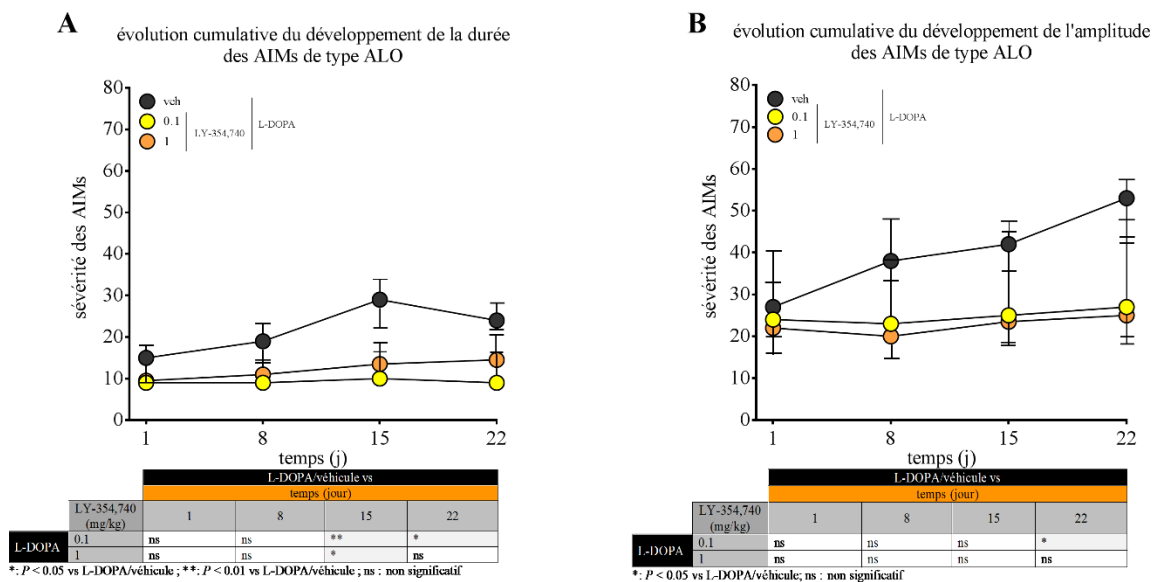 A
évolution cumulative du développement de la durée
des AIMs de type ALO
veh
0.1
1
LY-354,740
L-DOPA
sévérité des AIMs
80
70
60
50
40
30
20
10
0
1 8 15 22
temps (j)
L-DOPA/véhicule vs
temps (jour)
LY-354,740
(mg/kg)
1 8 15 22
L-DOPA
0.1 ns ns ** *
1 ns ns * ns
*: P < 0.05 vs L-DOPA/véhicule ; **: P < 0.01 vs L-DOPA/véhicule ; ns : non significatif
B
évolution cumulative du développement de l'amplitude
des AIMs de type ALO
veh
0.1
1
LY-354,740
L-DOPA
sévérité des AIMs
80
70
60
50
40
30
20
10
0
1 8 15 22
temps (j)
L-DOPA/véhicule vs
temps (jour)
LY-354,740
(mg/kg)
1 8 15 22
L-DOPA
0.1 ns ns ns *
1 ns ns ns ns
*: P < 0.05 vs L-DOPA/véhicule; ns : non significatif